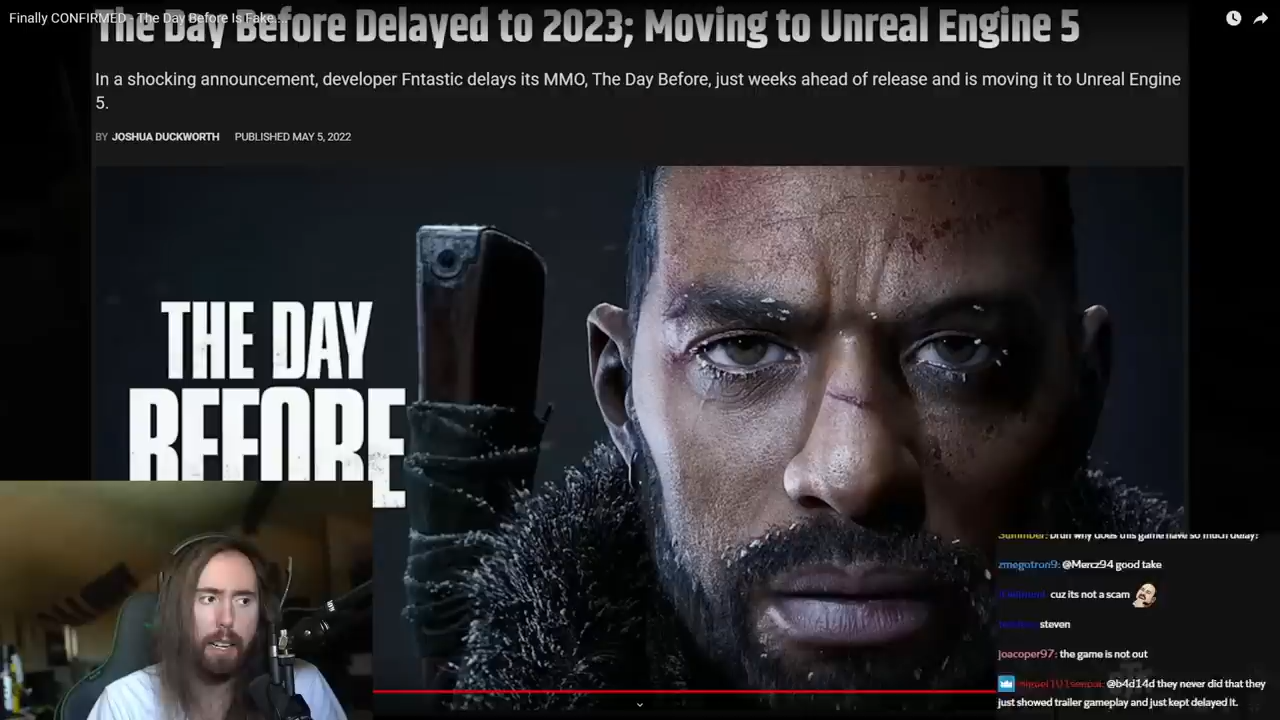 Finally CONFIRMED - The Day Before Is Fake...
The Day Before Delayed to 2023; Moving to Unreal Engine 5
In a shocking announcement, developer Fntastic delays its MMO, The Day Before, just weeks ahead of release and is moving it to Unreal Engine
5.
BY JOSHUA DUCKWORTH PUBLISHED MAY 5, 2022
THE DAY
BEFORE
why does this game have so much delay?
zmegotron9: @Mercz94 good take
cuz its not a scam
steven
joacoper97: the game is not out
@b4d14d they never did that they
just showed trailer gameplay and just kept delayed it.